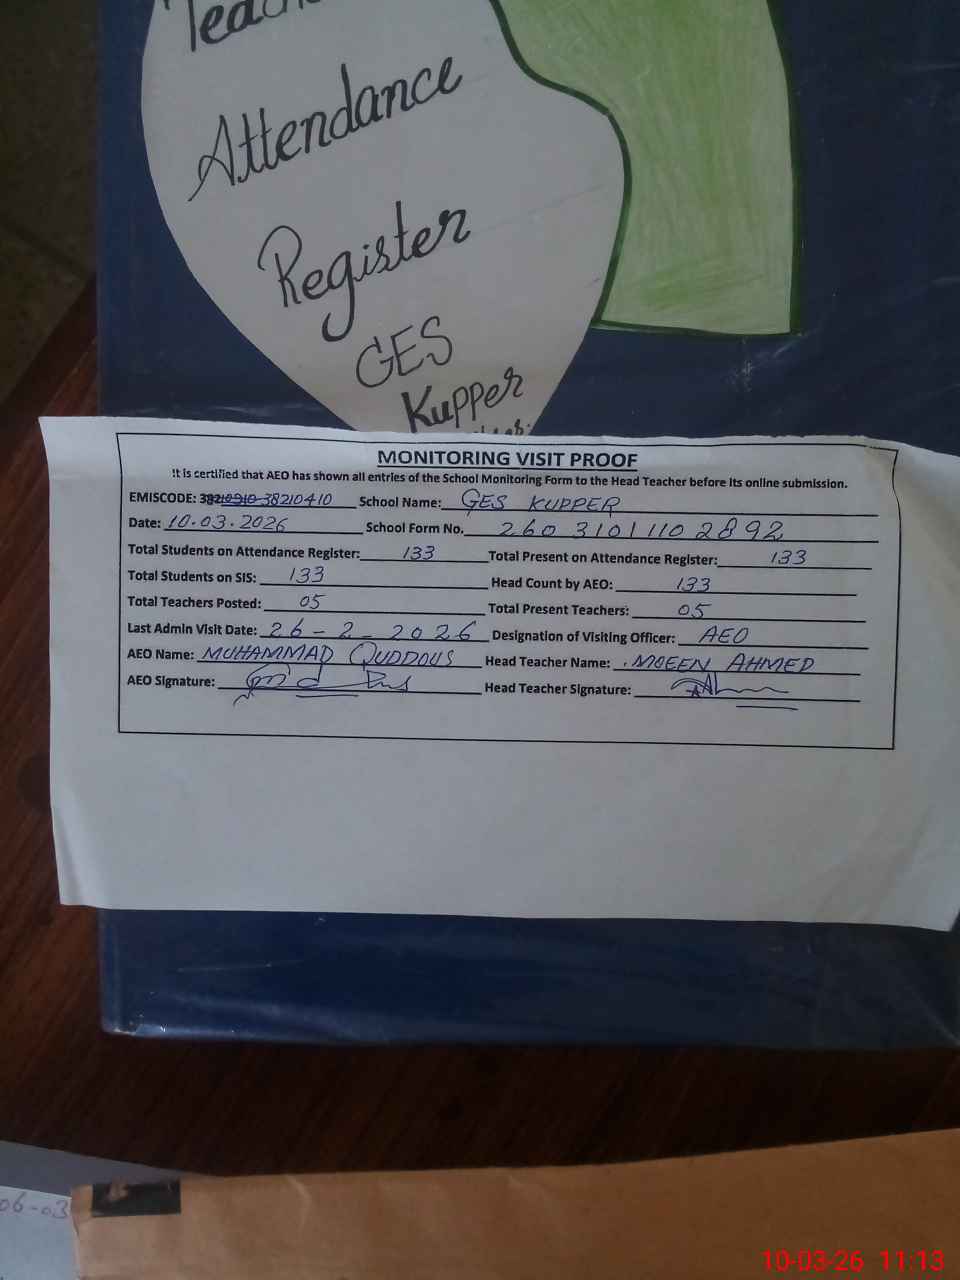 Attendance
Register
GES
Kupper
MONITORING VISIT PROOF
It is certified that AEO has shown all entries of the School Monitoring Form to the Head Teacher before its online submission.
EMISCODE: 38210410 School Name: GES KUPPER
Date: 10.03.2026 School Form No. 2603101102892
Total Students on Attendance Register: 133 Total Present on Attendance Register: 133
Total Students on SIS: 133 Head Count by AEO: 133
Total Teachers Posted: 05 Total Present Teachers: 05
Last Admin Visit Date: 26-2-2026 Designation of Visiting Officer: AEO
AEO Name: MUHAMMAD QUDDOUS Head Teacher Name: MOEEN AHMED
AEO Signature: Head Teacher Signature:
06-03
10-03-26 11:13